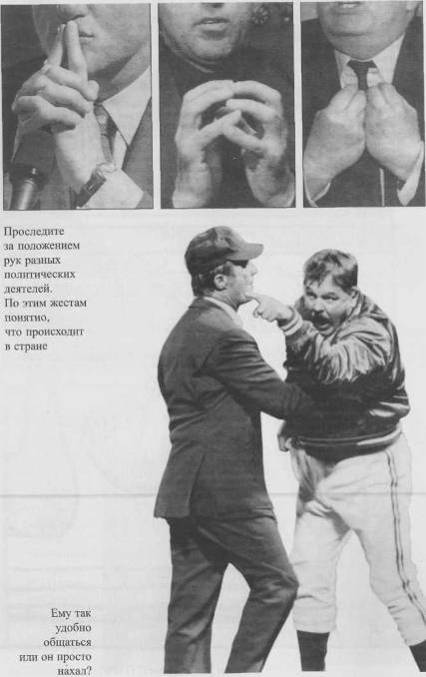 Проследите
за положением
рук разных
политических
деятелей.
По этим жестам
понятно,
что происходит
в стране
Ему так
удобно
общаться
или он просто
нахал?